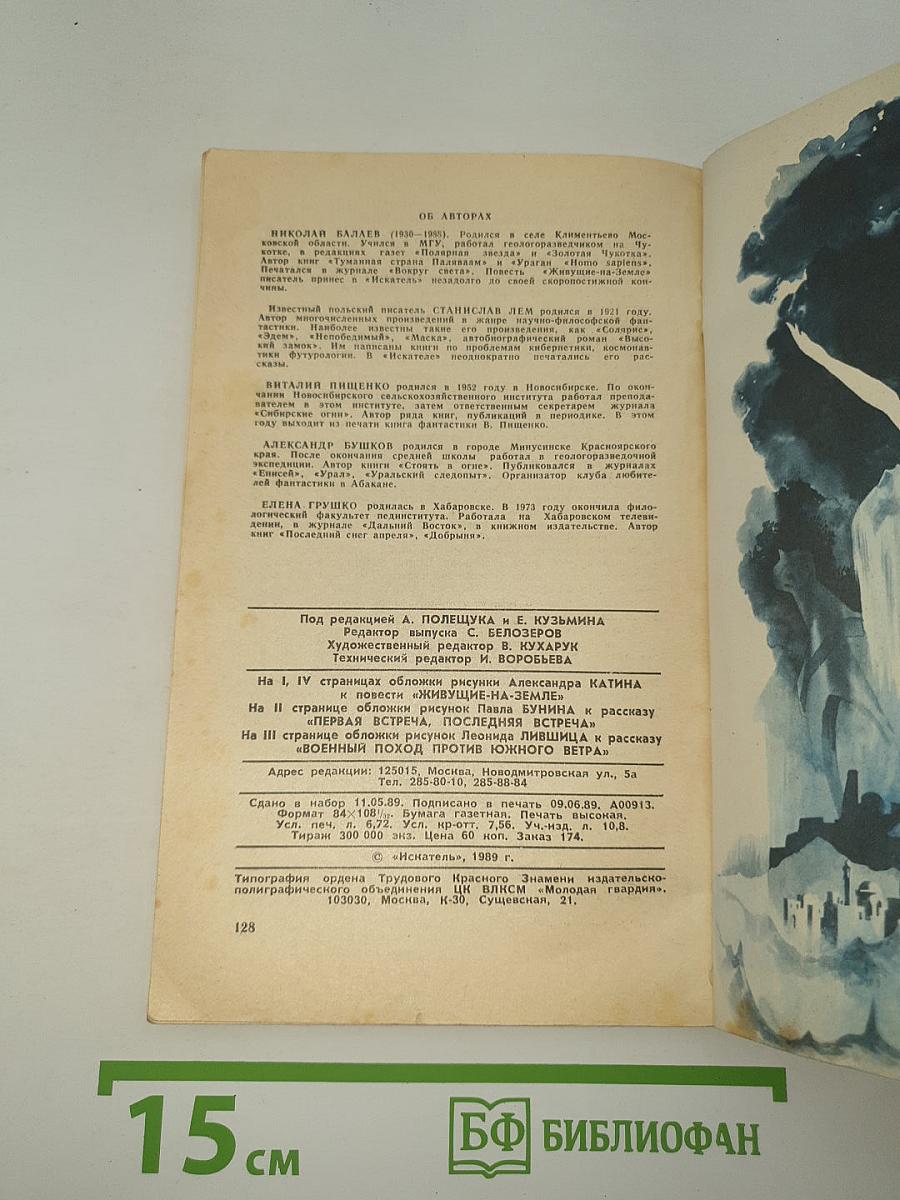 ОБ АВТОРАХ
НИКОЛАЙ БАЛАЕВ (1930—1988). Родился в селе Климентьево Мос-
ковской области. Учился в МГУ, работал геологоразведчиком на Чу-
котке, в редакциях газет «Полярная звезда» и «Золотая Чукотка».
Автор книг «Туманная страна Паляваам» и «Ураган «Homo sapiens».
Печатался в журнале «Вокруг света». Повесть «Живущие-на-Земле»
писатель принес в «Искатель» незадолго до своей скоропостижной кон-
чины.
Известный польский писатель СТАНИСЛАВ ЛЕМ родился в 1921 году.
Автор многочисленных произведений в жанре научно-философской фан-
тастики. Наиболее известны такие его произведения, как «Солярис»,
«Эдем», «Непобедимый», «Маска», автобиографический роман «Высо-
кий замок». Им написаны книги по проблемам кибернетики, космонав-
тики футурологии. В «Искателе» неоднократно печатались его рас-
сказы.
ВИТАЛИЙ ПИЩЕНКО родился в 1952 году в Новосибирске. По окон-
чании Новосибирского сельскохозяйственного института работал препода-
вателем в этом институте, затем ответственным секретарем журнала
«Сибирские огни». Автор ряда книг, публикаций в периодике. В этом
году выходит из печати книга фантастики В. Пищенко.
АЛЕКСАНДР БУШКОВ родился в городе Минусинске Красноярского
края. После окончания средней школы работал в геологоразведочной
экспедиции. Автор книги «Стоять в огне». Публиковался в журналах
«Енисей», «Урал», «Уральский следопыт». Организатор клуба любите-
лей фантастики в Абакане.
ЕЛЕНА ГРУШКО родилась в Хабаровске. В 1973 году окончила фило-
логический факультет пединститута. Работала на Хабаровском телеви-
дении, в журнале «Дальний Восток», в книжном издательстве. Автор
книг «Последний снег апреля», «Добрыня».
Под редакцией А. ПОЛЕЩУКА и Е. КУЗЬМИНА
Редактор выпуска С. БЕЛОЗЕРОВ
Художественный редактор В. КУХАРУК
Технический редактор И. ВОРОБЬЕВА
На I, IV страницах обложки рисунки Александра КАТИНА
к повести «ЖИВУЩИЕ-НА-ЗЕМЛЕ»
На II странице обложки рисунок Павла БУНИНА к рассказу
«ПЕРВАЯ ВСТРЕЧА, ПОСЛЕДНЯЯ ВСТРЕЧА»
На III странице обложки рисунок Леонида ЛИВШИЦА к рассказу
«ВОЕННЫЙ ПОХОД ПРОТИВ ЮЖНОГО ВЕТРА»
Адрес редакции: 125015, Москва, Новодмитровская ул., 5а
Тел. 285-80-10, 285-88-84
Сдано в набор 11.05.89. Подписано в печать 09.06.89. А00913.
Формат 84×108 1/32. Бумага газетная. Печать высокая.
Усл. печ, л. 6,72. Усл. кр-отт. 7,56. Уч.-изд. л. 10,8.
Тираж 300 000 экз. Цена 60 коп. Заказ 174.
© «Искатель», 1989 г.
Типография ордена Трудового Красного Знамени издательско-
полиграфического объединения ЦК ВЛКСМ «Молодая гвардия».
103030, Москва, К-30, Сущевская, 21.
128
15 см
БФ БИБЛИОФАН